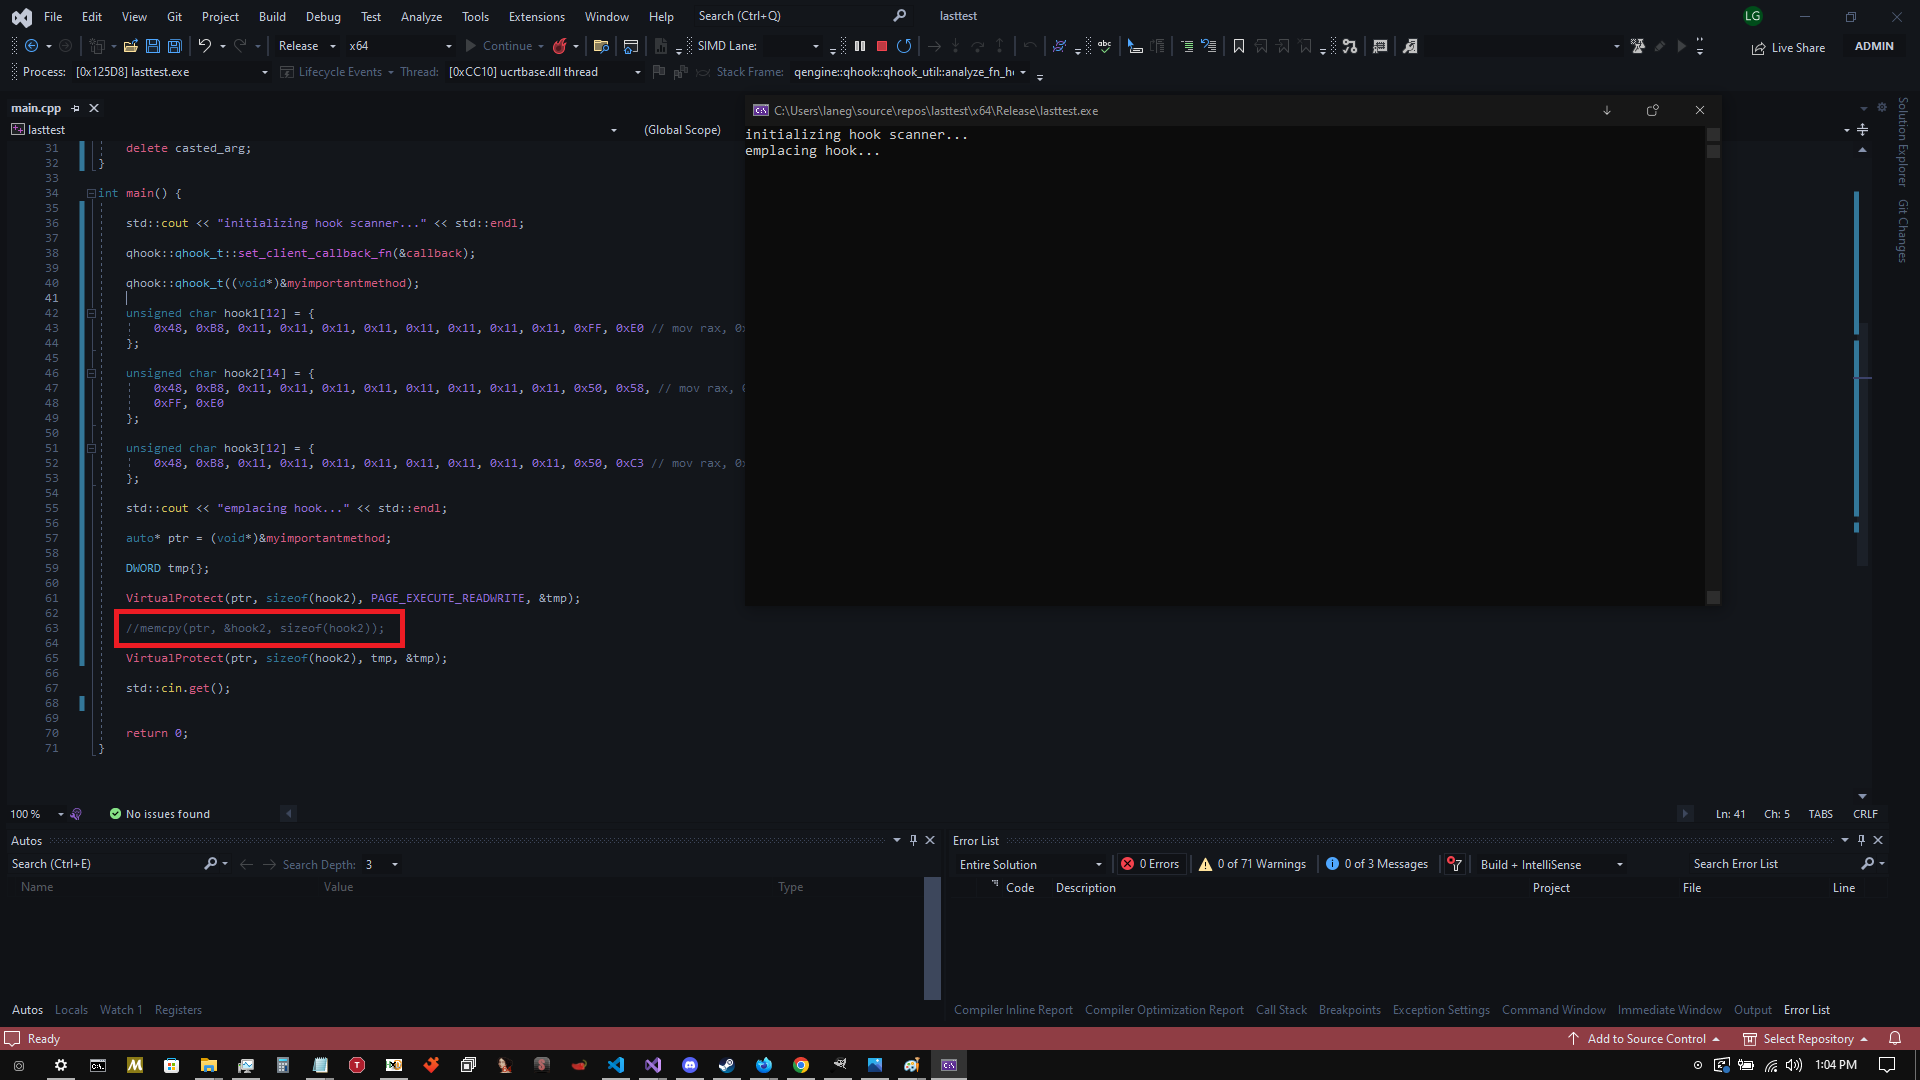 File Edit View Git Project Build Debug Test Analyze Tools Extensions Window Help Search (Ctrl+Q) lasttest LG
Release x64 Continue SIMD Lane: Live Share ADMIN
Process: [0x125D8] lasttest.exe Lifecycle Events Thread: [0xCC10] ucrtbase.dll thread Stack Frame: qengine::qhook::qhook_util::analyze_fn_h
main.cpp
lasttest (Global Scope)
C:\Users\laneg\source\repos\lasttest\x64\Release\lasttest.exe
initializing hook scanner...
emplacing hook...
31 delete casted_arg;
32 }
33
34 int main() {
35
36 std::cout << "initializing hook scanner..." << std::endl;
37
38 qhook::qhook_t::set_client_callback_fn(&callback);
39
40 qhook::qhook_t((void*)&myimportantmethod);
41
42 unsigned char hook1[12] = {
43 0x48, 0xB8, 0x11, 0x11, 0x11, 0x11, 0x11, 0x11, 0x11, 0x11, 0xFF, 0xE0 // mov rax, 0x
44 };
45
46 unsigned char hook2[14] = {
47 0x48, 0xB8, 0x11, 0x11, 0x11, 0x11, 0x11, 0x11, 0x11, 0x11, 0x50, 0x58, // mov rax,
48 0xFF, 0xE0
49 };
50
51 unsigned char hook3[12] = {
52 0x48, 0xB8, 0x11, 0x11, 0x11, 0x11, 0x11, 0x11, 0x11, 0x11, 0x50, 0xC3 // mov rax, 0x
53 };
54
55 std::cout << "emplacing hook..." << std::endl;
56
57 auto* ptr = (void*)&myimportantmethod;
58
59 DWORD tmp{};
60
61 VirtualProtect(ptr, sizeof(hook2), PAGE_EXECUTE_READWRITE, &tmp);
62
63 //memcpy(ptr, &hook2, sizeof(hook2));
64
65 VirtualProtect(ptr, sizeof(hook2), tmp, &tmp);
66
67 std::cin.get();
68
69
70 return 0;
71 }
Solution Explorer
Git Changes
100 % No issues found Ln: 41 Ch: 5 TABS CRLF
Autos
Search (Ctrl+E) Search Depth: 3
Name Value Type
Autos Locals Watch 1 Registers
Error List
Entire Solution 0 Errors 0 of 71 Warnings 0 of 3 Messages Build + IntelliSense Search Error List
Code Description Project File Line
Compiler Inline Report Compiler Optimization Report Call Stack Breakpoints Exception Settings Command Window Immediate Window Output Error List
Ready Add to Source Control Select Repository
1:04 PM